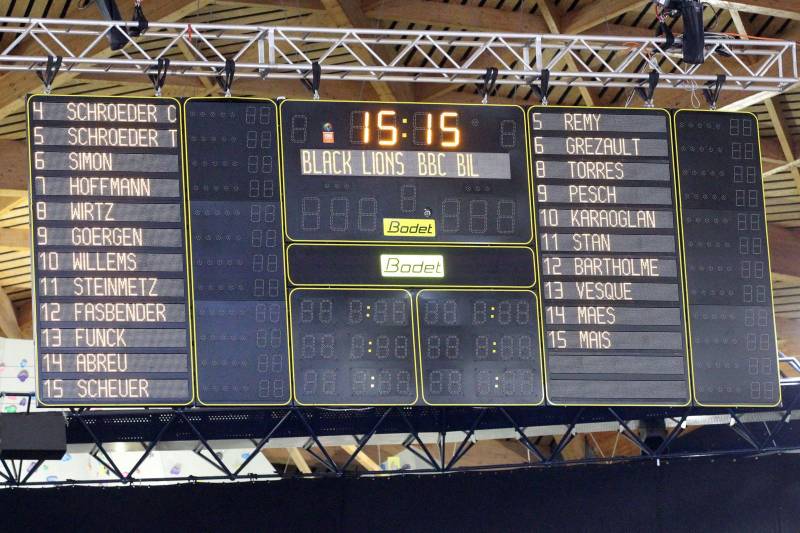 4 SCHROEDER C
5 SCHROEDER T
6 SIMON
7 HOFFMANN
8 WIRTZ
9 GOERGEN
10 WILLEMS
11 STEINMETZ
12 FASBENDER
13 FUNCK
14 ABREU
15 SCHEUER
15:15
BLACK LIONS BBC BIL
Bodet
Bodet
5 REMY
6 GREZAULT
8 TORRES
9 PESCH
10 KARAOGLAN
11 STAN
12 BARTHOLME
13 VESQUE
14 MAES
15 MAIS